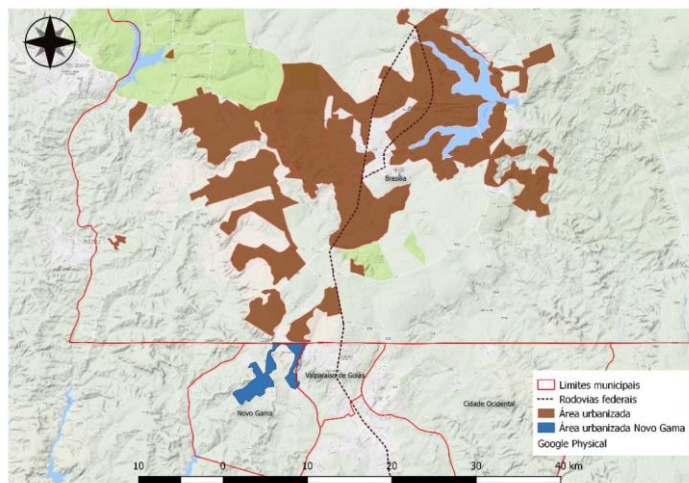 Brasília
Valparaíso de Goiás
Novo Gama
Cidade Ocidental
Limites municipais
Rodovias federais
Área urbanizada
Área urbanizada Novo Gama
Google Physical
10 0 10 20 30 40 km